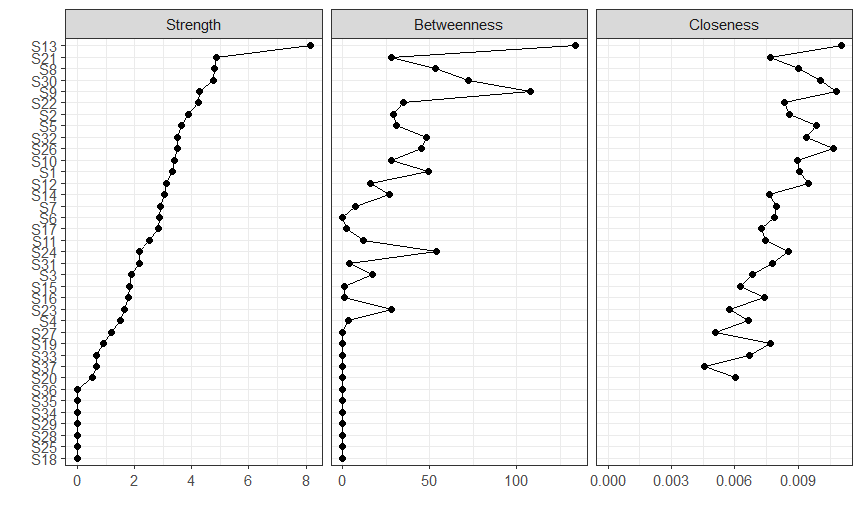 Strength Betweenness Closeness
S13
S21
S8
S30
S9
S22
S2
S5
S32
S26
S10
S1
S12
S14
S7
S6
S17
S11
S24
S31
S3
S15
S16
S23
S4
S27
S19
S33
S37
S20
S36
S35
S34
S29
S28
S25
S18
0 2 4 6 8 0 50 100 0.000 0.003 0.006 0.009